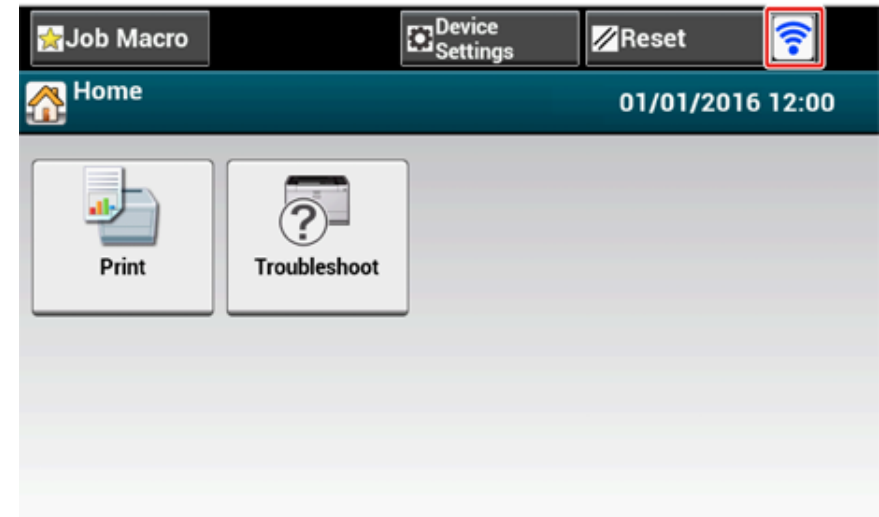 Job Macro
Device
Settings
Reset
Home
01/01/2016 12:00
Print
Troubleshoot